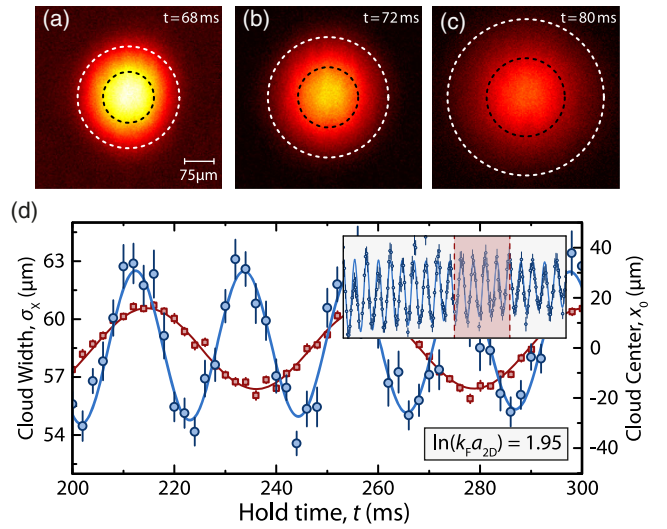 (a) t=68ms
(b) t=72ms
(c) t=80ms
75μm
(d)
63
60
57
54
Cloud Width, σx (μm)
40
20
0
-20
-40
Cloud Center, x0 (μm)
ln(kFa2D) = 1.95
200 220 240 260 280 300
Hold time, t (ms)